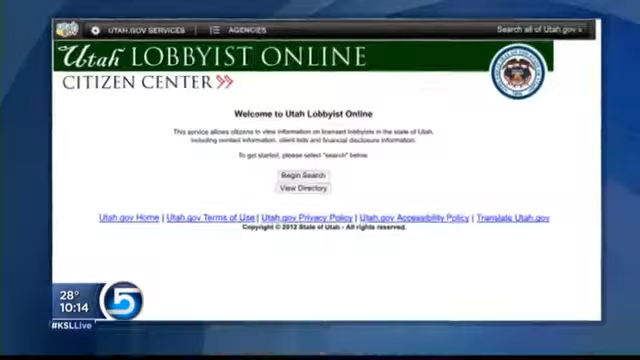 UTAH.GOV SERVICES
AGENCIES
Search all of Utah.gov »
Utah LOBBYIST ONLINE
CITIZEN CENTER
Welcome to Utah Lobbyist Online
This service allows citizens to view information on licensed lobbyists in the state of Utah,
including contact information, client lists and financial disclosure information.
To get started, please select "search" below.
Begin Search
View Directory
Utah.gov Home | Utah.gov Terms of Use | Utah.gov Privacy Policy | Utah.gov Accessibility Policy | Translate Utah.gov
Copyright © 2012 State of Utah - All rights reserved.
28°
10:14
5
#KSLLive